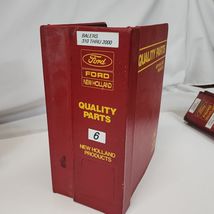 BALERS
310 THRU 2000
Ford
FORD
NEW HOLLAND
QUALITY
PARTS
6
NEW HOLLAND
PRODUCTS
QUALITY PARTS